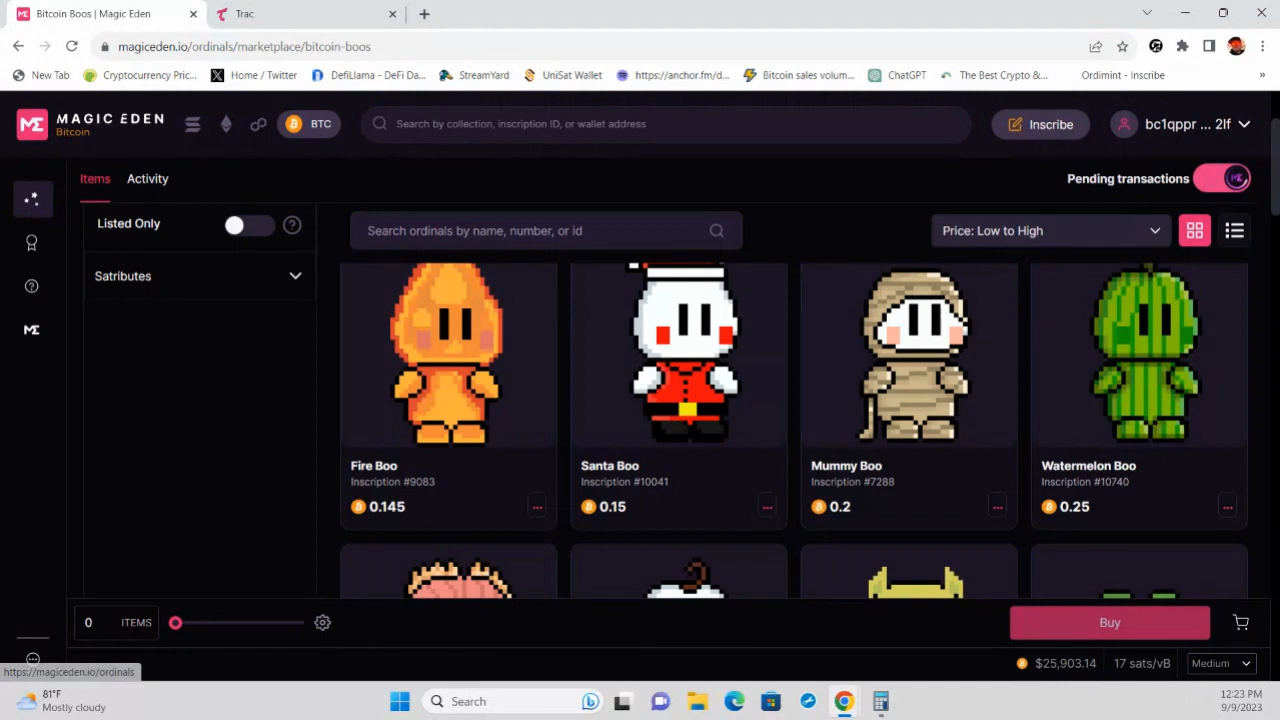 Bitcoin Boos | Magic Eden
Trac
magiceden.io/ordinals/marketplace/bitcoin-boos
New Tab
Cryptocurrency Pric...
Home / Twitter
DefiLlama - DeFi Da...
StreamYard
UniSat Wallet
https://anchor.fm/d...
Bitcoin sales volum...
ChatGPT
The Best Crypto &...
Ordimint - Inscribe
»
MAGIC EDEN
Bitcoin
BTC
Search by collection, inscription ID, or wallet address
Inscribe
bc1qppr ... 2lf
Items
Activity
Pending transactions
Listed Only
Search ordinals by name, number, or id
Price: Low to High
Satributes
Fire Boo
Inscription #9083
0.145
...
Santa Boo
Inscription #10041
0.15
...
Mummy Boo
Inscription #7288
0.2
...
Watermelon Boo
Inscription #10740
0.25
...
0 ITEMS
Buy
https://magiceden.io/ordinals
$25,903.14
17 sats/vB
Medium
81°F
Mostly cloudy
Search
12:23 PM
9/9/2023